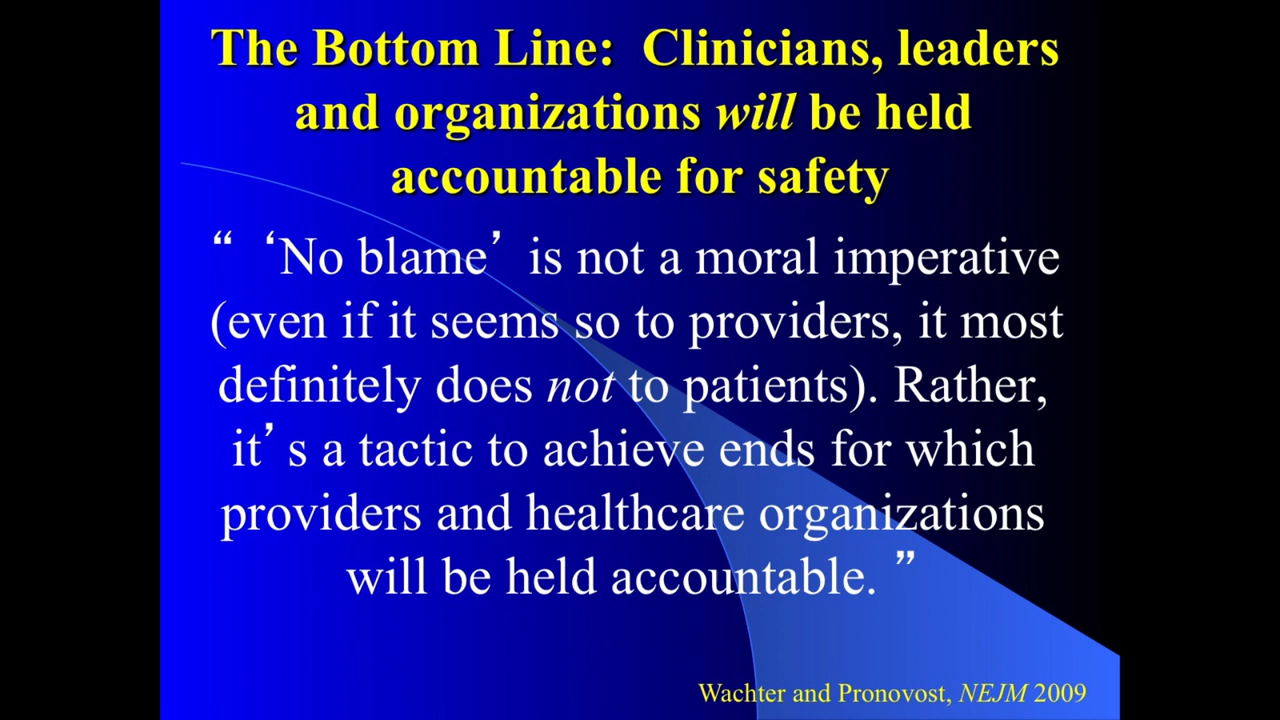 The Bottom Line: Clinicians, leaders
and organizations will be held
accountable for safety
“ ‘No blame’ is not a moral imperative
(even if it seems so to providers, it most
definitely does not to patients). Rather,
it’s a tactic to achieve ends for which
providers and healthcare organizations
will be held accountable. ”
Wachter and Pronovost, NEJM 2009